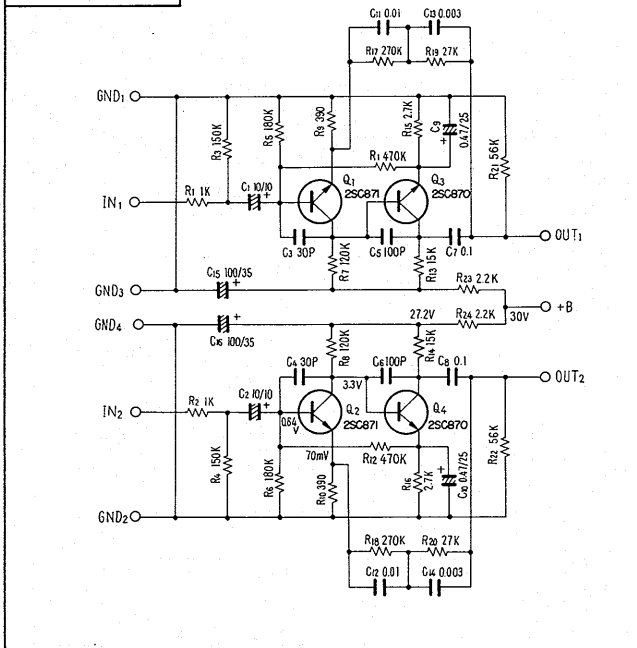 C11 0.01 C13 0.003
R17 270K R19 27K
GND1
R3 150K
R5 180K
R9 390
R15 2.7K
C9
0.47/25
R21 56K
R1 470K
IN1
R1 1K
C1 10/10
+
Q1
2SC871
Q3
2SC870
+
OUT1
C3 30P
R7 120K
C5 100P
R13 15K
C7 0.1
C15 100/35
+
R23 2.2K
GND3
+B
30V
GND4
+
C16 100/35
27.2V
R24 2.2K
C4 30P
R8 120K
C6 100P
R14 15K
C8 0.1
3.3V
OUT2
IN2
R2 1K
C2 10/10
+
0.64
V
Q2
2SC871
Q4
2SC870
70mV
R12 470K
R4 150K
R6 180K
R10 390
R16
2.7K
+
C10 0.47/25
R22 56K
GND2
R18 270K R20 27K
C12 0.01 C14 0.003